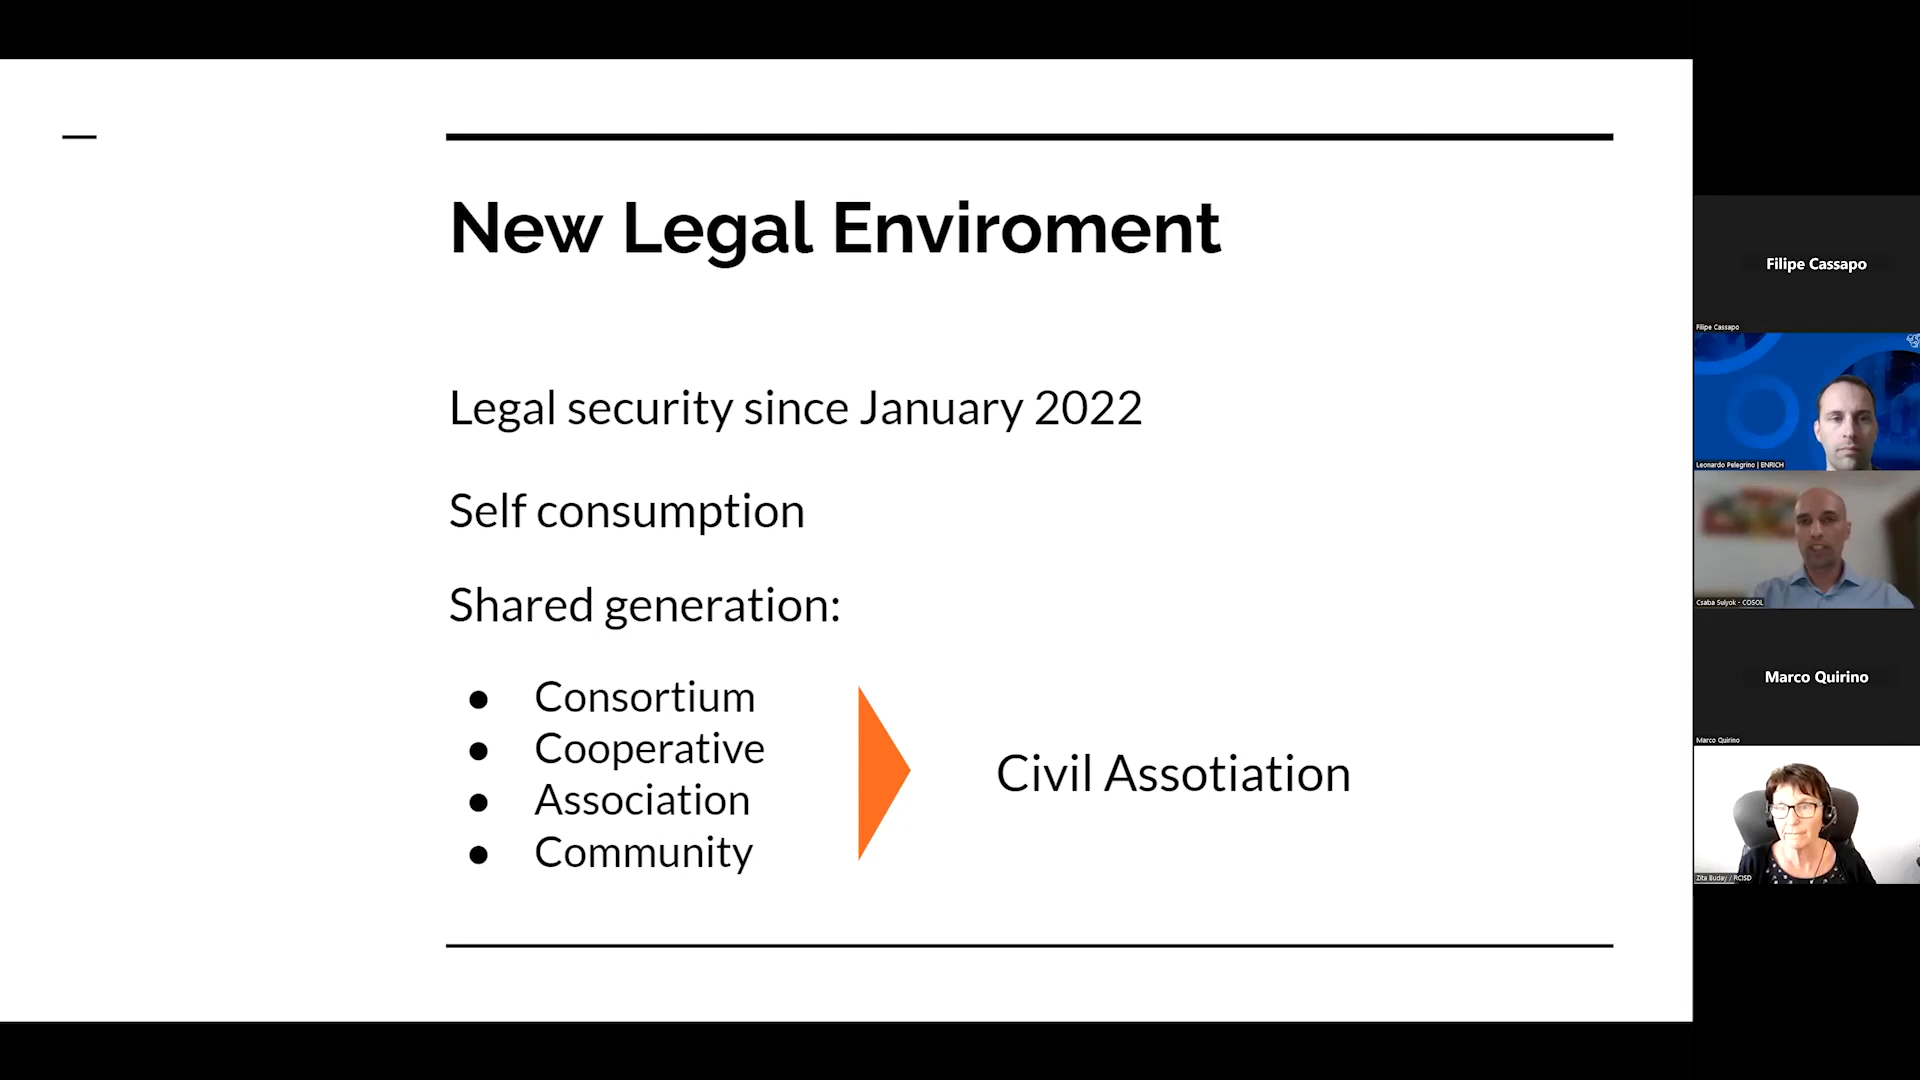 New Legal Enviroment
Legal security since January 2022
Self consumption
Shared generation:
● Consortium
● Cooperative
● Association
● Community
Civil Assotiation
Filipe Cassapo
Filipe Cassapo
Leonardo Pelegrino | ENRICH
Csaba Sulyok - COSOL
Marco Quirino
Marco Quirino
Zita Buday / RCISD